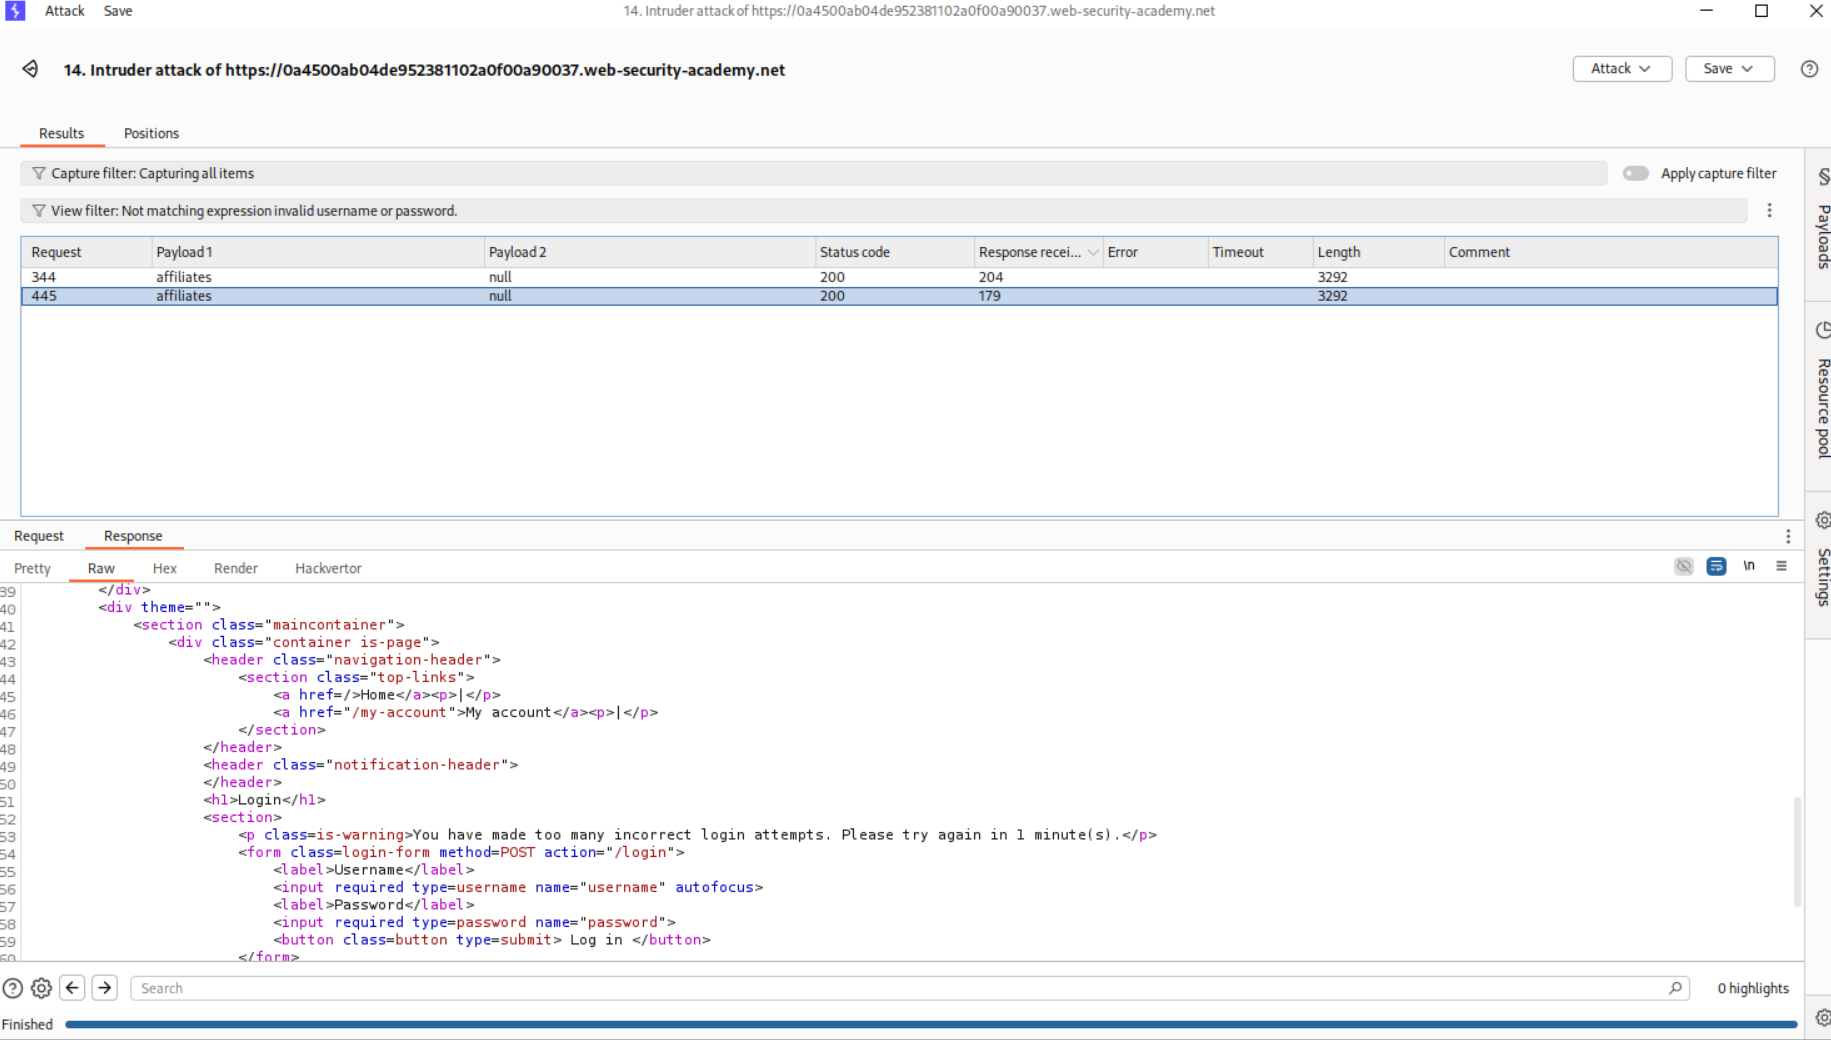 Attack Save 14. Intruder attack of https://0a4500ab04de952381102a0f00a90037.web-security-academy.net
14. Intruder attack of https://0a4500ab04de952381102a0f00a90037.web-security-academy.net Attack Save
Results Positions
Capture filter: Capturing all items Apply capture filter
View filter: Not matching expression invalid username or password.
Request Payload 1 Payload 2 Status code Response recei... Error Timeout Length Comment
344 affiliates null 200 204 3292
445 affiliates null 200 179 3292
Payloads
Resource pool
Settings
Request Response
Pretty Raw Hex Render Hackvertor \n
39 </div>
40 <div theme="">
41 <section class="maincontainer">
42 <div class="container is-page">
43 <header class="navigation-header">
44 <section class="top-links">
45 <a href=/>Home</a><p>|</p>
46 <a href="/my-account">My account</a><p>|</p>
47 </section>
48 </header>
49 <header class="notification-header">
50 </header>
51 <h1>Login</h1>
52 <section>
53 <p class=is-warning>You have made too many incorrect login attempts. Please try again in 1 minute(s).</p>
54 <form class=login-form method=POST action="/login">
55 <label>Username</label>
56 <input required type=username name="username" autofocus>
57 <label>Password</label>
58 <input required type=password name="password">
59 <button class=button type=submit> Log in </button>
60 </form>
Search 0 highlights
Finished